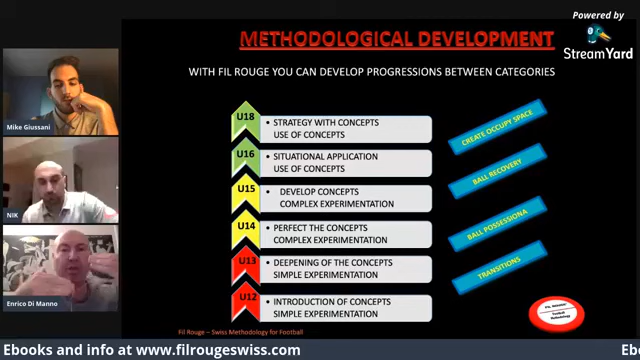 Powered by
StreamYard
METHODOLOGICAL DEVELOPMENT
WITH FIL ROUGE YOU CAN DEVELOP PROGRESSIONS BETWEEN CATEGORIES
U18
• STRATEGY WITH CONCEPTS
USE OF CONCEPTS
U16
• SITUATIONAL APPLICATION
USE OF CONCEPTS
U15
• DEVELOP CONCEPTS
COMPLEX EXPERIMENTATION
U14
• PERFECT THE CONCEPTS
COMPLEX EXPERIMENTATION
U13
• DEEPENING OF THE CONCEPTS
SIMPLE EXPERIMENTATION
U12
• INTRODUCTION OF CONCEPTS
SIMPLE EXPERIMENTATION
CREATE OCCUPY SPACE
BALL RECOVERY
BALL POSSESSIONA
TRANSITIONS
Mike Giussani
NIK
Enrico Di Manno
Fil Rouge – Swiss Methodology for Football
Ebooks and info at www.filrougeswiss.com
Eb